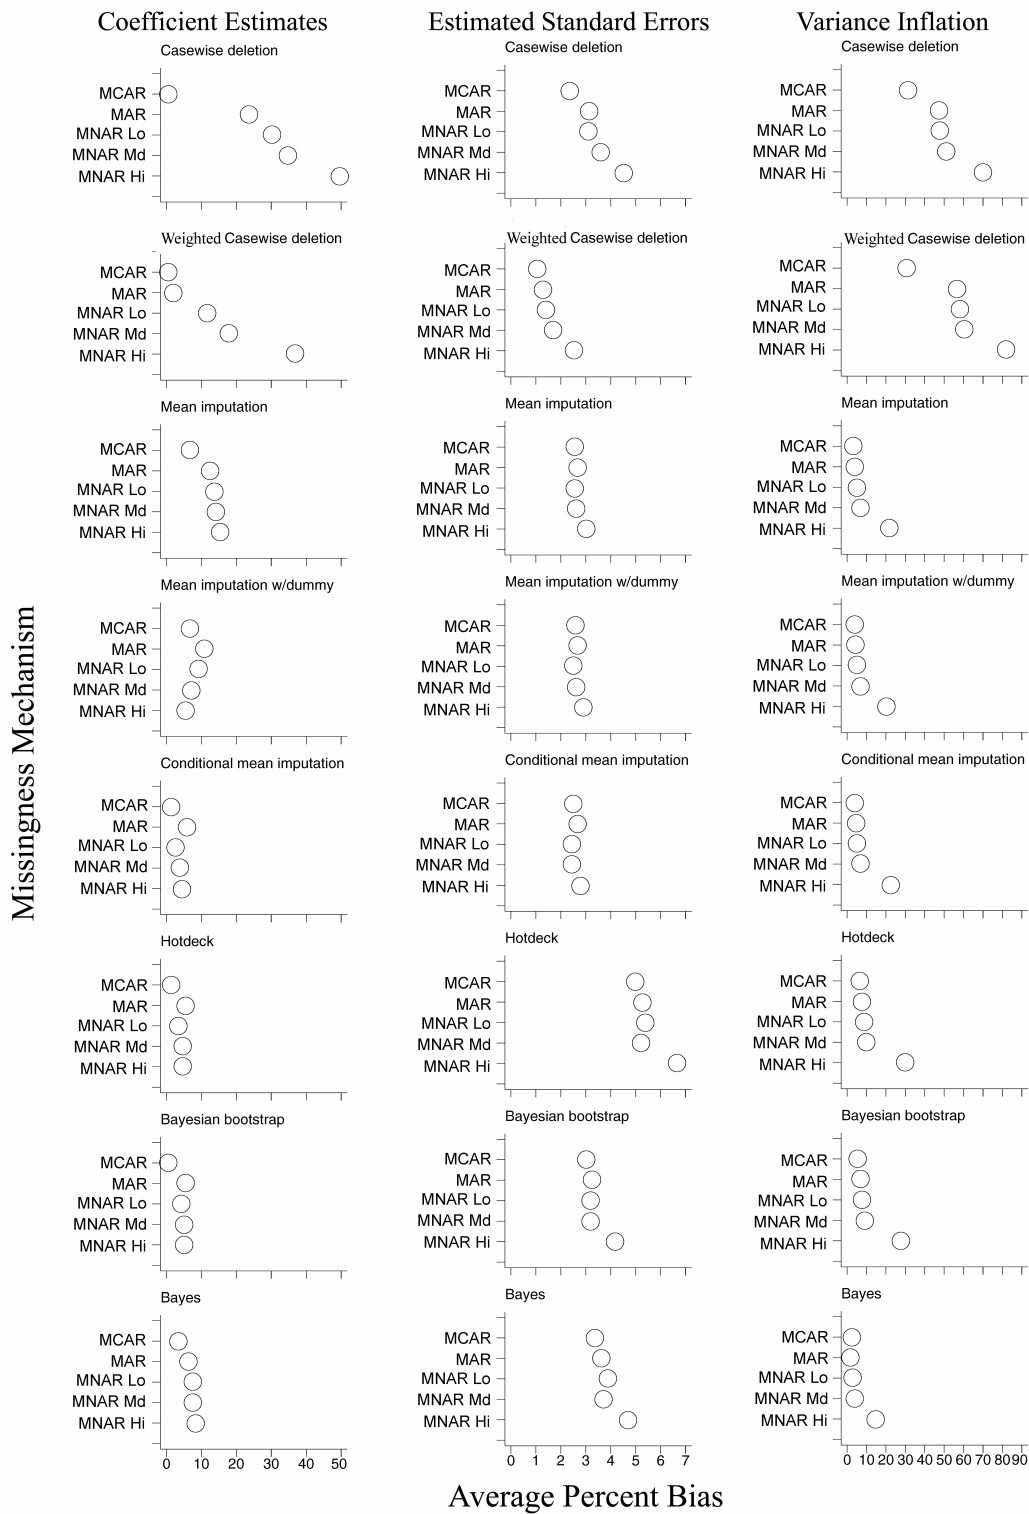 Coefficient Estimates
Estimated Standard Errors
Variance Inflation
Casewise deletion
Casewise deletion
Casewise deletion
MCAR
MAR
MNAR Lo
MNAR Md
MNAR Hi
MCAR
MAR
MNAR Lo
MNAR Md
MNAR Hi
MCAR
MAR
MNAR Lo
MNAR Md
MNAR Hi
Weighted Casewise deletion
Weighted Casewise deletion
Weighted Casewise deletion
MCAR
MAR
MNAR Lo
MNAR Md
MNAR Hi
MCAR
MAR
MNAR Lo
MNAR Md
MNAR Hi
MCAR
MAR
MNAR Lo
MNAR Md
MNAR Hi
Mean imputation
Mean imputation
Mean imputation
MCAR
MAR
MNAR Lo
MNAR Md
MNAR Hi
MCAR
MAR
MNAR Lo
MNAR Md
MNAR Hi
MCAR
MAR
MNAR Lo
MNAR Md
MNAR Hi
Mean imputation w/dummy
Mean imputation w/dummy
Mean imputation w/dummy
MCAR
MAR
MNAR Lo
MNAR Md
MNAR Hi
MCAR
MAR
MNAR Lo
MNAR Md
MNAR Hi
MCAR
MAR
MNAR Lo
MNAR Md
MNAR Hi
Missingness Mechanism
Conditional mean imputation
Conditional mean imputation
Conditional mean imputation
MCAR
MAR
MNAR Lo
MNAR Md
MNAR Hi
MCAR
MAR
MNAR Lo
MNAR Md
MNAR Hi
MCAR
MAR
MNAR Lo
MNAR Md
MNAR Hi
Hotdeck
Hotdeck
Hotdeck
MCAR
MAR
MNAR Lo
MNAR Md
MNAR Hi
MCAR
MAR
MNAR Lo
MNAR Md
MNAR Hi
MCAR
MAR
MNAR Lo
MNAR Md
MNAR Hi
Bayesian bootstrap
Bayesian bootstrap
Bayesian bootstrap
MCAR
MAR
MNAR Lo
MNAR Md
MNAR Hi
MCAR
MAR
MNAR Lo
MNAR Md
MNAR Hi
MCAR
MAR
MNAR Lo
MNAR Md
MNAR Hi
Bayes
Bayes
Bayes
MCAR
MAR
MNAR Lo
MNAR Md
MNAR Hi
MCAR
MAR
MNAR Lo
MNAR Md
MNAR Hi
MCAR
MAR
MNAR Lo
MNAR Md
MNAR Hi
0 10 20 30 40 50
0 1 2 3 4 5 6 7
0 10 20 30 40 50 60 70 80 90
Average Percent Bias